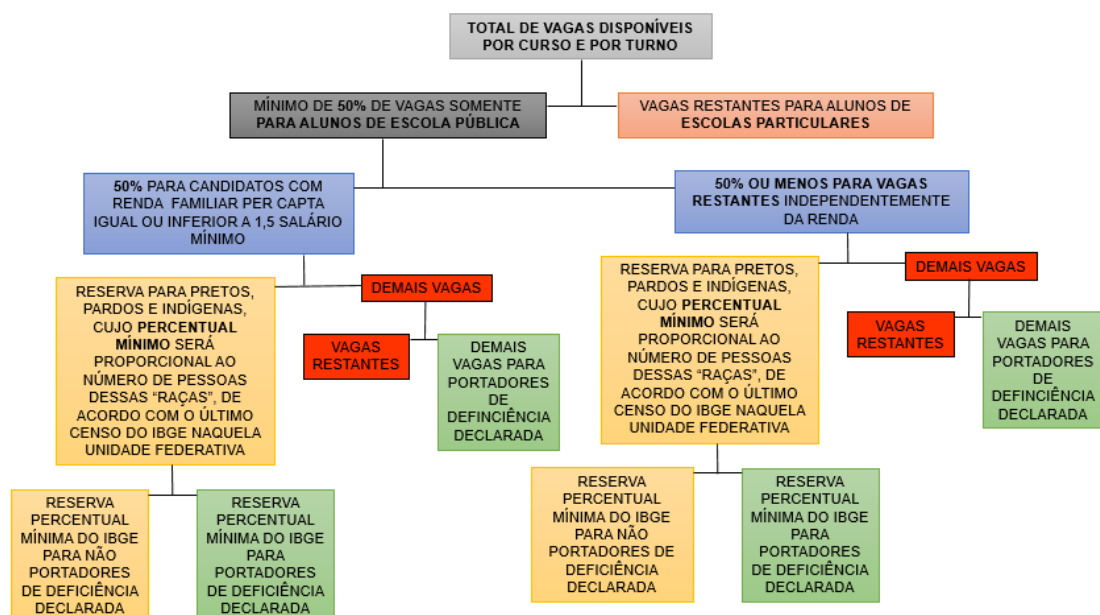 TOTAL DE VAGAS DISPONÍVEIS
POR CURSO E POR TURNO
MÍNIMO DE 50% DE VAGAS SOMENTE
PARA ALUNOS DE ESCOLA PÚBLICA
VAGAS RESTANTES PARA ALUNOS DE
ESCOLAS PARTICULARES
50% PARA CANDIDATOS COM
RENDA FAMILIAR PER CAPTA
IGUAL OU INFERIOR A 1,5 SALÁRIO
MÍNIMO
50% OU MENOS PARA VAGAS
RESTANTES INDEPENDENTEMENTE
DA RENDA
RESERVA PARA PRETOS,
PARDOS E INDÍGENAS,
CUJO PERCENTUAL
MÍNIMO SERÁ
PROPORCIONAL AO
NÚMERO DE PESSOAS
DESSAS “RAÇAS”, DE
ACORDO COM O ÚLTIMO
CENSO DO IBGE NAQUELA
UNIDADE FEDERATIVA
DEMAIS VAGAS
VAGAS
RESTANTES
DEMAIS
VAGAS PARA
PORTADORES
DE
DEFINCIÊNCIA
DECLARADA
RESERVA PARA PRETOS,
PARDOS E INDÍGENAS,
CUJO PERCENTUAL
MÍNIMO SERÁ
PROPORCIONAL AO
NÚMERO DE PESSOAS
DESSAS “RAÇAS”, DE
ACORDO COM O ÚLTIMO
CENSO DO IBGE NAQUELA
UNIDADE FEDERATIVA
DEMAIS VAGAS
VAGAS
RESTANTES
DEMAIS
VAGAS PARA
PORTADORES
DE
DEFINCIÊNCIA
DECLARADA
RESERVA
PERCENTUAL
MÍNIMA DO IBGE
PARA NÃO
PORTADORES
DE DEFICIÊNCIA
DECLARADA
RESERVA
PERCENTUAL
MÍNIMA DO IBGE
PARA
PORTADORES
DE DEFICIÊNCIA
DECLARADA
RESERVA
PERCENTUAL
MÍNIMA DO IBGE
PARA NÃO
PORTADORES DE
DEFICIÊNCIA
DECLARADA
RESERVA
PERCENTUAL
MÍNIMA DO IBGE
PARA
PORTADORES
DE DEFICIÊNCIA
DECLARADA